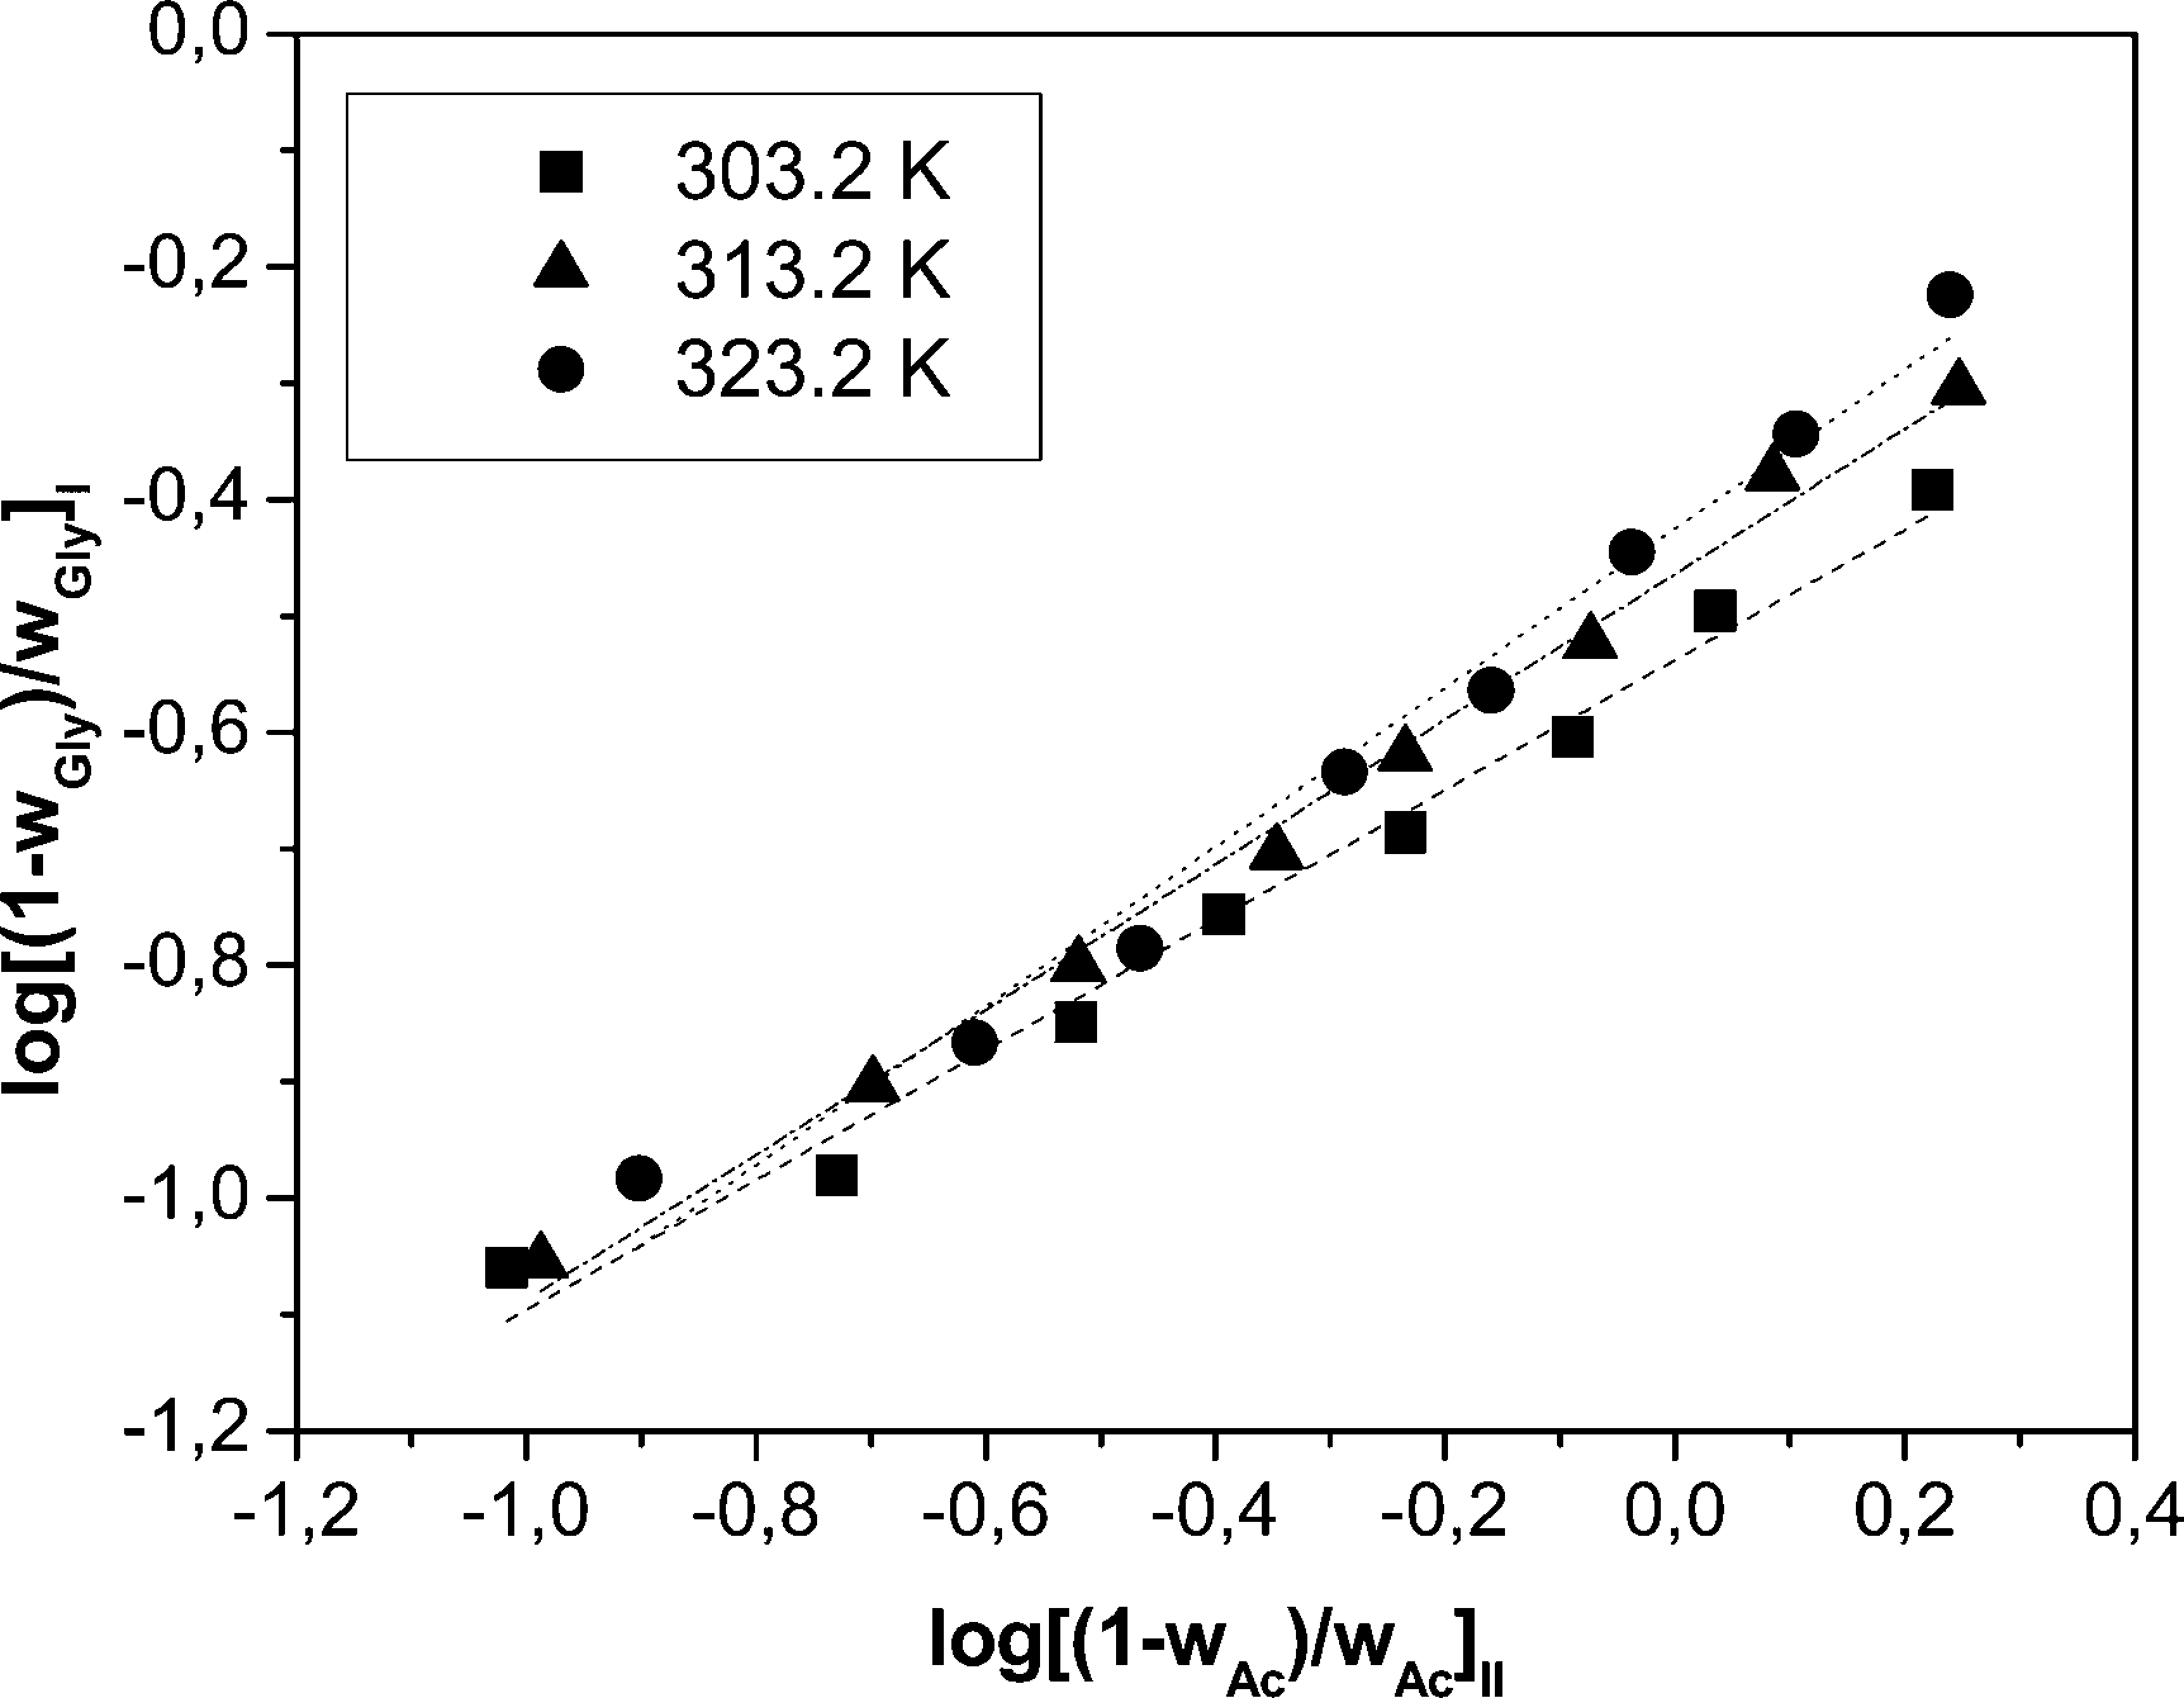 0,0
-0,2
-0,4
-0,6
-0,8
-1,0
-1,2
303.2 K
313.2 K
323.2 K
log[(1-wGly)/wGly]I
-1,2 -1,0 -0,8 -0,6 -0,4 -0,2 0,0 0,2 0,4
log[(1-wAc)/wAc]II